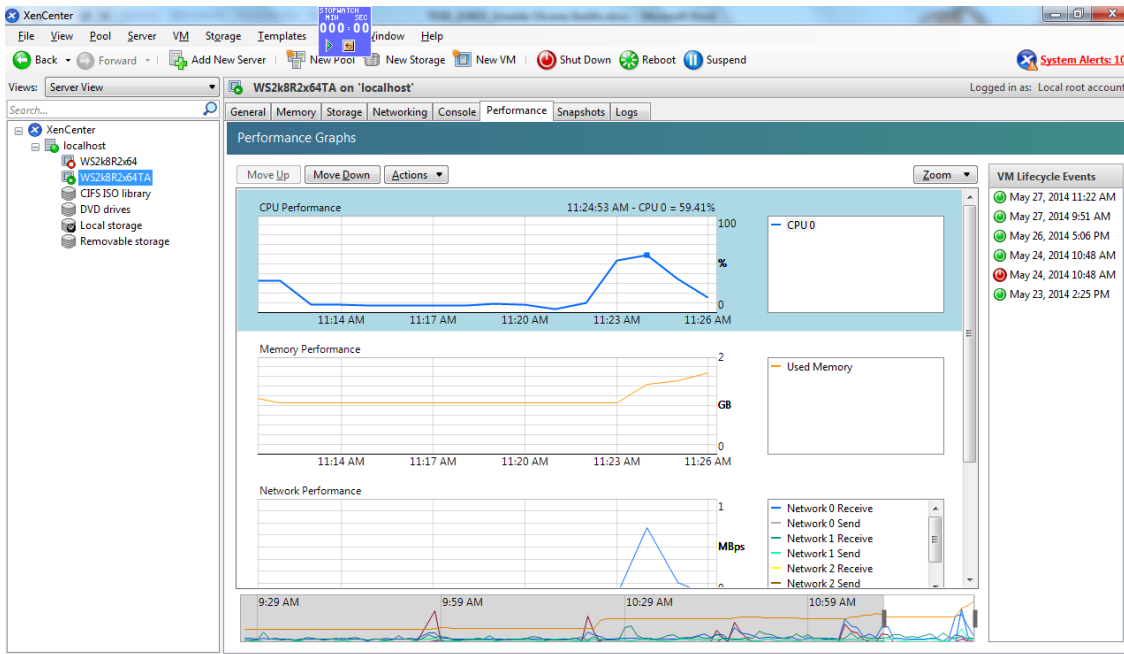 XenCenter
STOPWATCH
MIN SEC
000:00
File View Pool Server VM Storage Templates Window Help
Back Forward Add New Server New Pool New Storage New VM Shut Down Reboot Suspend System Alerts: 10
Views: Server View
WS2k8R2x64TA on 'localhost'
Logged in as: Local root account
Search...
General Memory Storage Networking Console Performance Snapshots Logs
XenCenter
localhost
WS2k8R2x64
WS2k8R2x64TA
CIFS ISO library
DVD drives
Local storage
Removable storage
Performance Graphs
Move Up Move Down Actions Zoom
CPU Performance 11:24:53 AM - CPU 0 = 59.41%
100
%
0
11:14 AM 11:17 AM 11:20 AM 11:23 AM 11:26 AM
CPU 0
Memory Performance
2
GB
0
11:14 AM 11:17 AM 11:20 AM 11:23 AM 11:26 AM
Used Memory
Network Performance
1
MBps
0
Network 0 Receive
Network 0 Send
Network 1 Receive
Network 1 Send
Network 2 Receive
Network 2 Send
9:29 AM 9:59 AM 10:29 AM 10:59 AM
VM Lifecycle Events
May 27, 2014 11:22 AM
May 27, 2014 9:51 AM
May 26, 2014 5:06 PM
May 24, 2014 10:48 AM
May 24, 2014 10:48 AM
May 23, 2014 2:25 PM